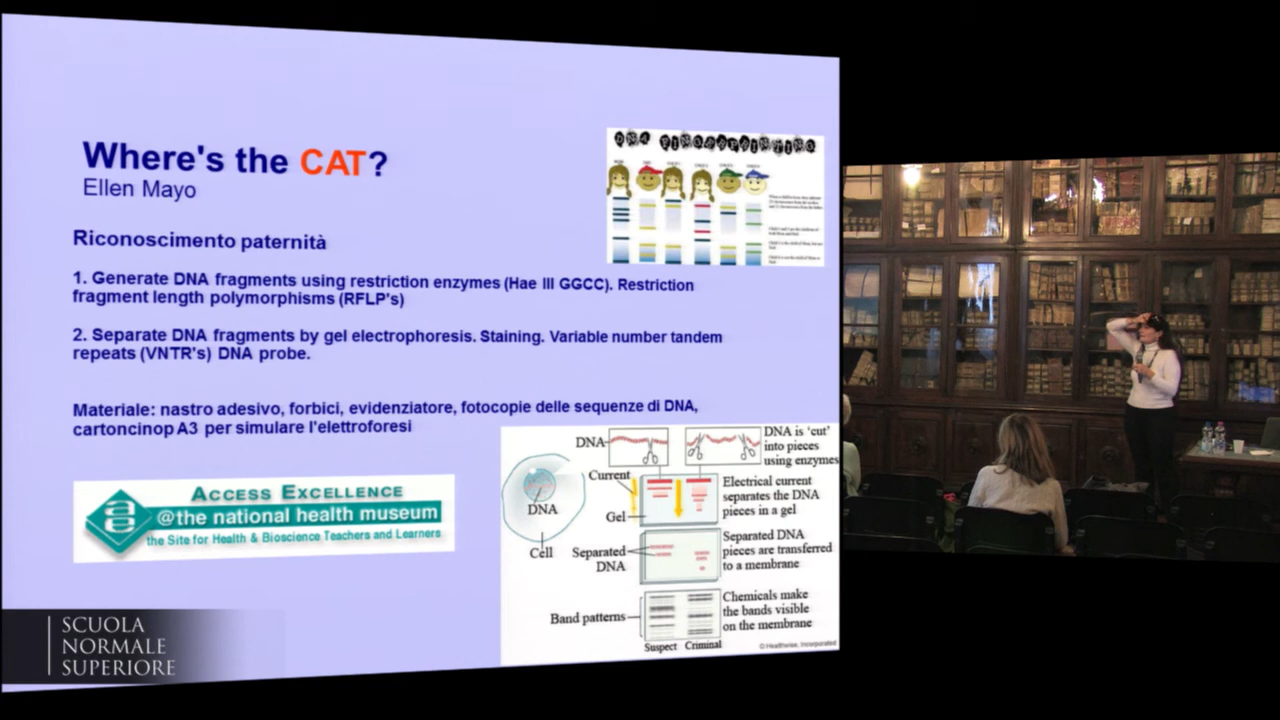 Where's the CAT?
Ellen Mayo
Riconoscimento paternità
1. Generate DNA fragments using restriction enzymes (Hae III GGCC). Restriction
fragment length polymorphisms (RFLP's)
2. Separate DNA fragments by gel electrophoresis. Staining. Variable number tandem
repeats (VNTR's) DNA probe.
Materiale: nastro adesivo, forbici, evidenziatore, fotocopie delle sequenze di DNA,
cartoncinop A3 per simulare l'elettroforesi
DNA FINGERPRINTING
ACCESS EXCELLENCE
@the national health museum
the Site for Health & Bioscience Teachers and Learners
DNA
DNA is 'cut'
into pieces
using enzymes
Current
Gel
Electrical current
separates the DNA
pieces in a gel
DNA
Cell
Separated
DNA
Separated DNA
pieces are transferred
to a membrane
Band patterns
Chemicals make
the bands visible
on the membrane
Suspect Criminal
© Healthwise, Incorporated
SCUOLA
NORMALE
SUPERIORE